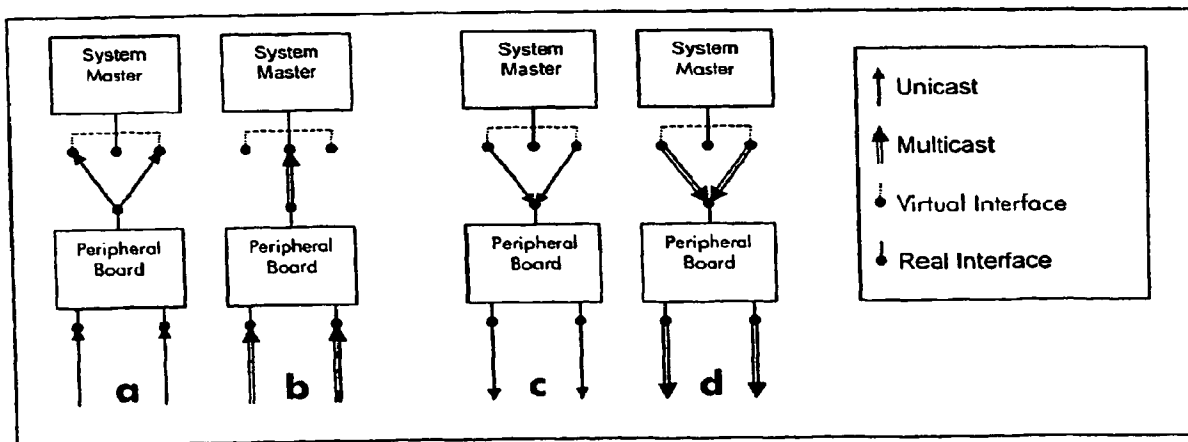 System
Master
System
Master
System
Master
System
Master
Peripheral
Board
Peripheral
Board
Peripheral
Board
Peripheral
Board
a
b
c
d
Unicast
Multicast
Virtual Interface
Real Interface